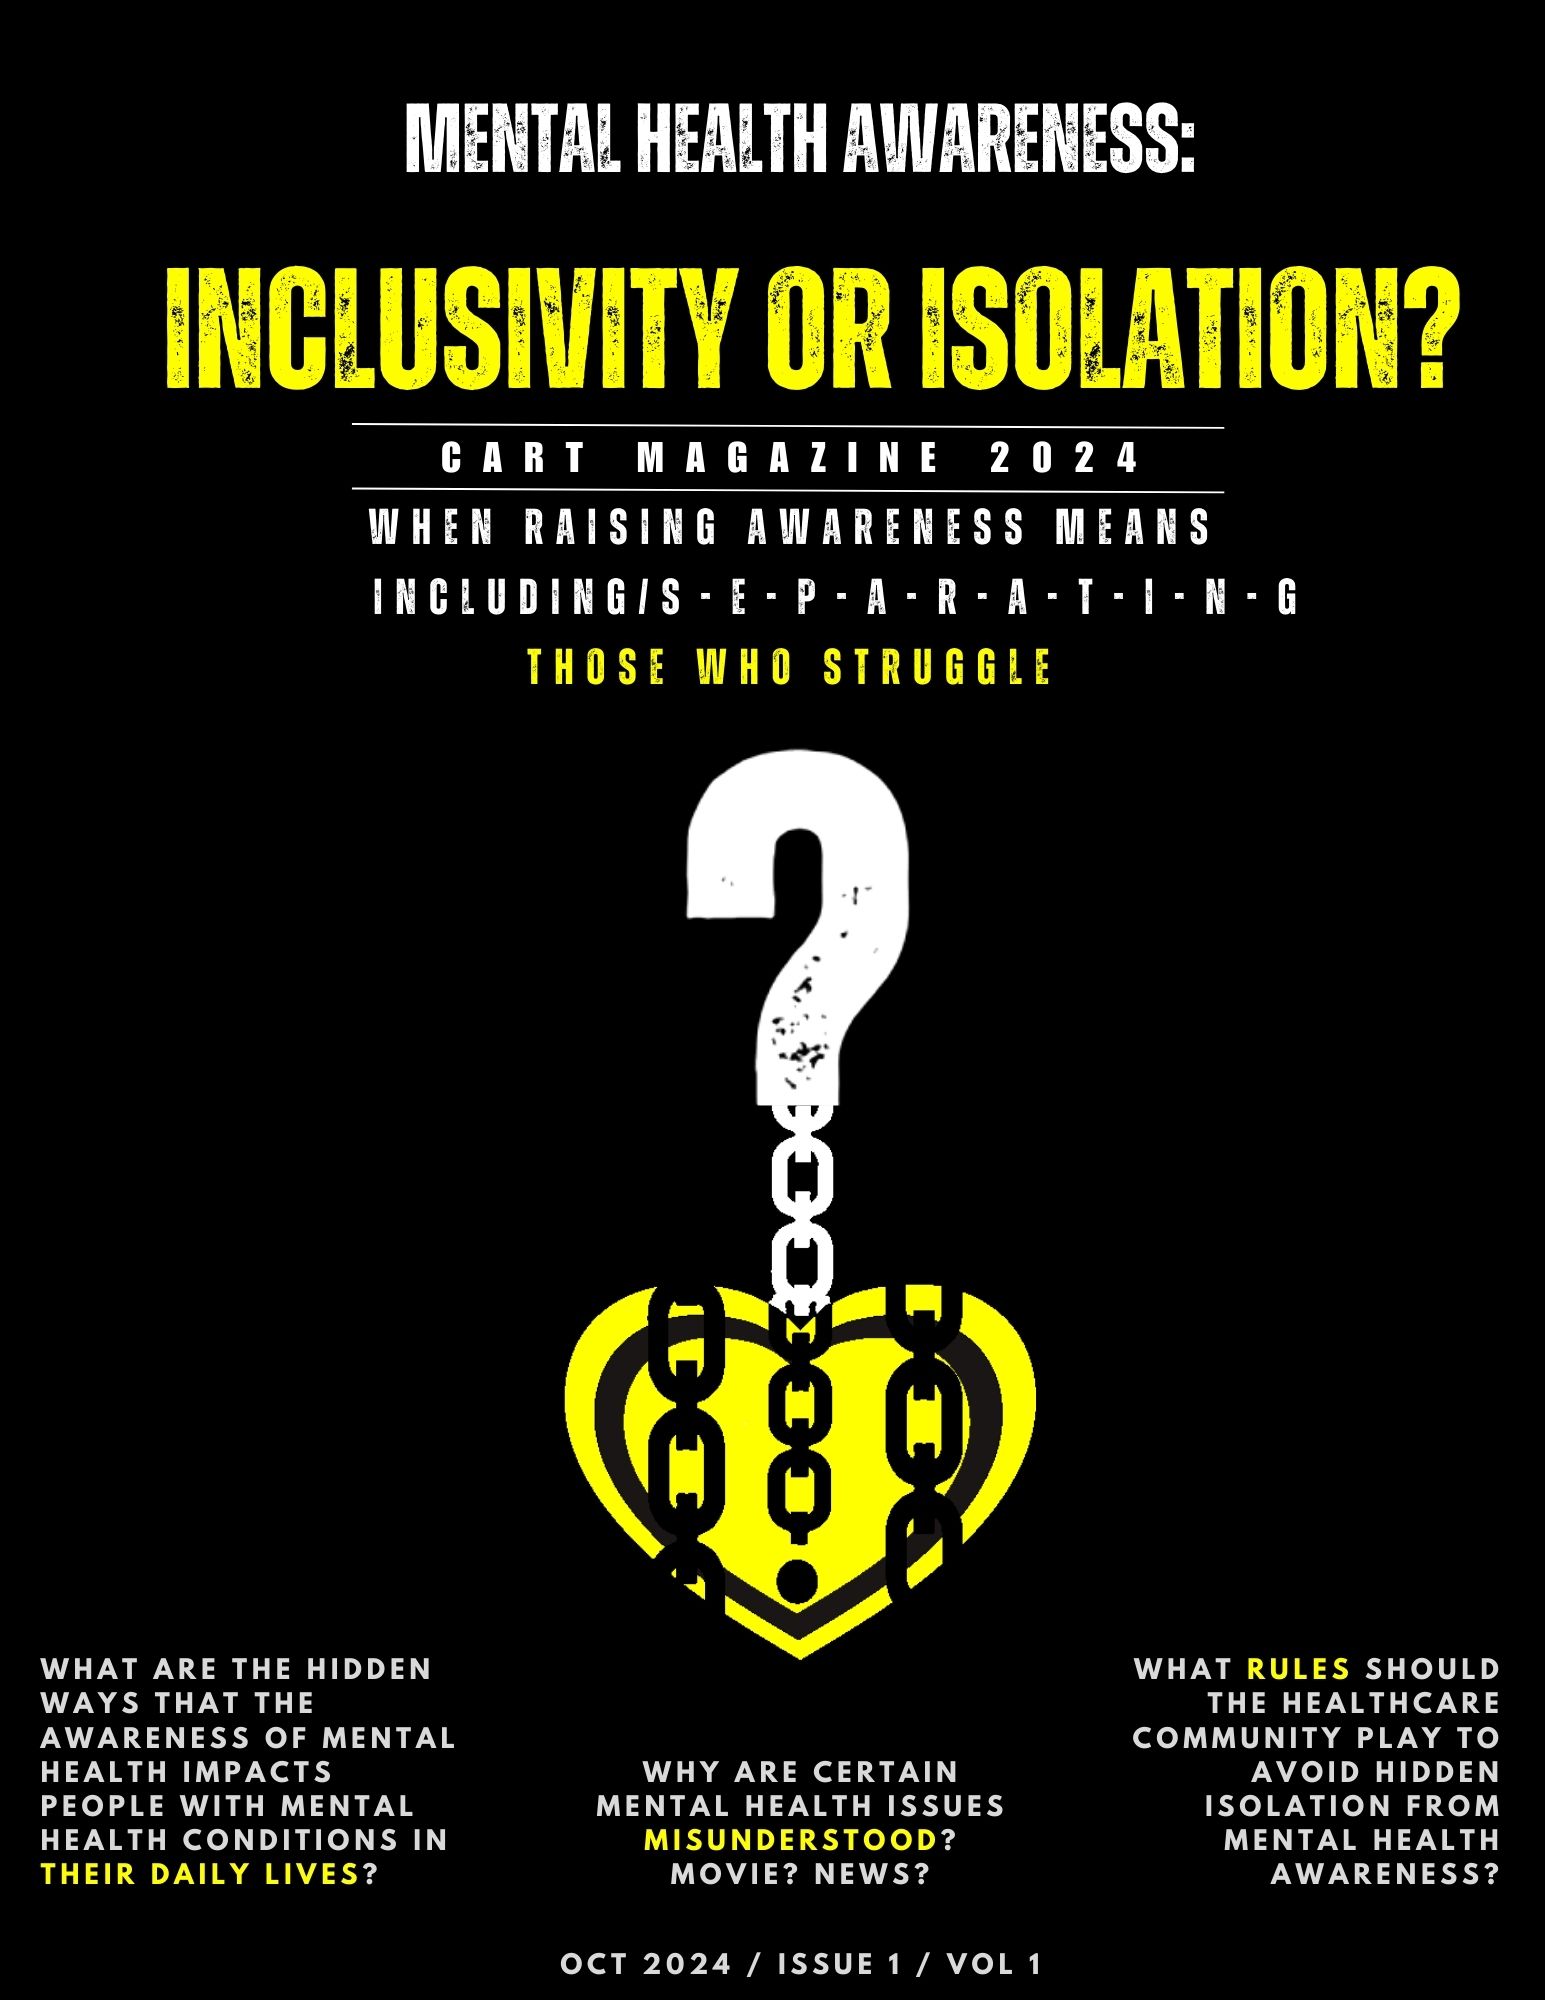 MENTAL HEALTH AWARENESS:
INCLUSIVITY OR ISOLATION?
CART MAGAZINE 2024
WHEN RAISING AWARENESS MEANS
INCLUDING/S-E-P-A-R-A-T-I-N-G
THOSE WHO STRUGGLE
?
WHAT ARE THE HIDDEN
WAYS THAT THE
AWARENESS OF MENTAL
HEALTH IMPACTS
PEOPLE WITH MENTAL
HEALTH CONDITIONS IN
THEIR DAILY LIVES?
WHY ARE CERTAIN
MENTAL HEALTH ISSUES
MISUNDERSTOOD?
MOVIE? NEWS?
WHAT RULES SHOULD
THE HEALTHCARE
COMMUNITY PLAY TO
AVOID HIDDEN
ISOLATION FROM
MENTAL HEALTH
AWARENESS?
OCT 2024 / ISSUE 1 / VOL 1